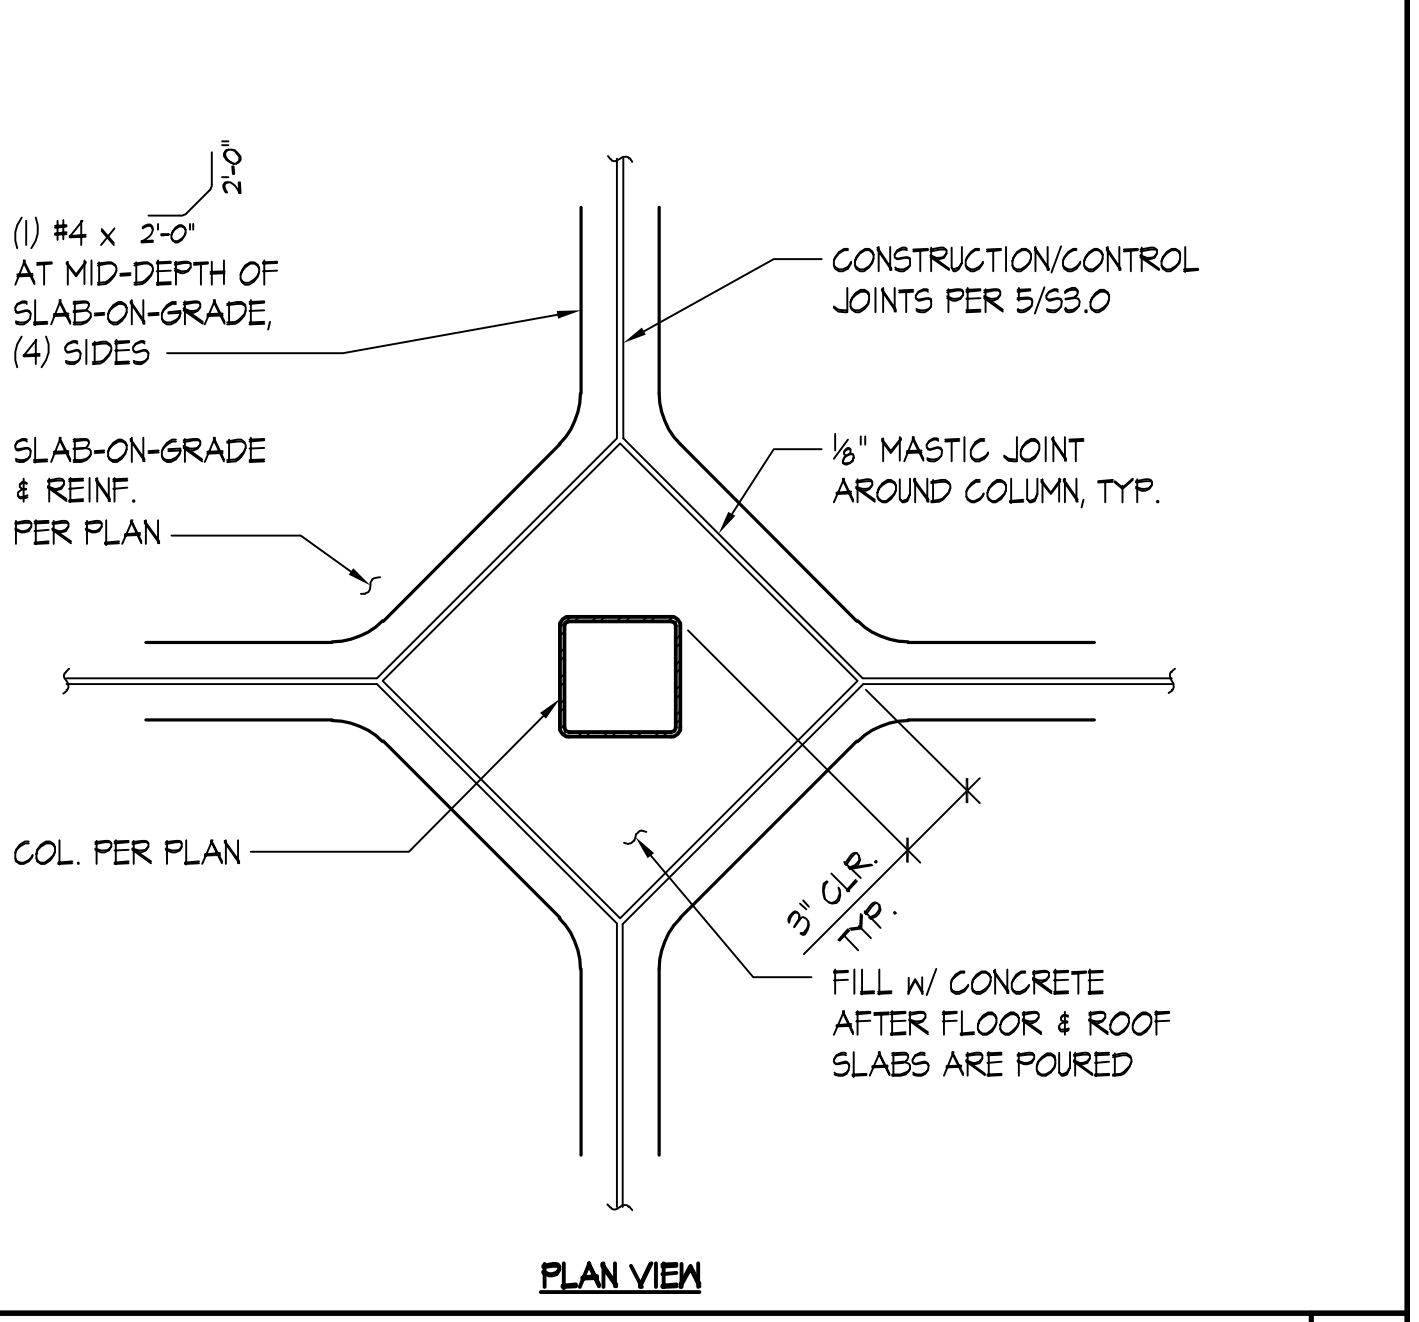 2'-0"
(1) #4 x 2'-0"
AT MID-DEPTH OF
SLAB-ON-GRADE,
(4) SIDES
CONSTRUCTION/CONTROL
JOINTS PER 5/S3.0
SLAB-ON-GRADE
& REINF.
PER PLAN
1/8" MASTIC JOINT
AROUND COLUMN, TYP.
COL. PER PLAN
3" CLR.
TYP.
FILL w/ CONCRETE
AFTER FLOOR & ROOF
SLABS ARE POURED
PLAN VIEW